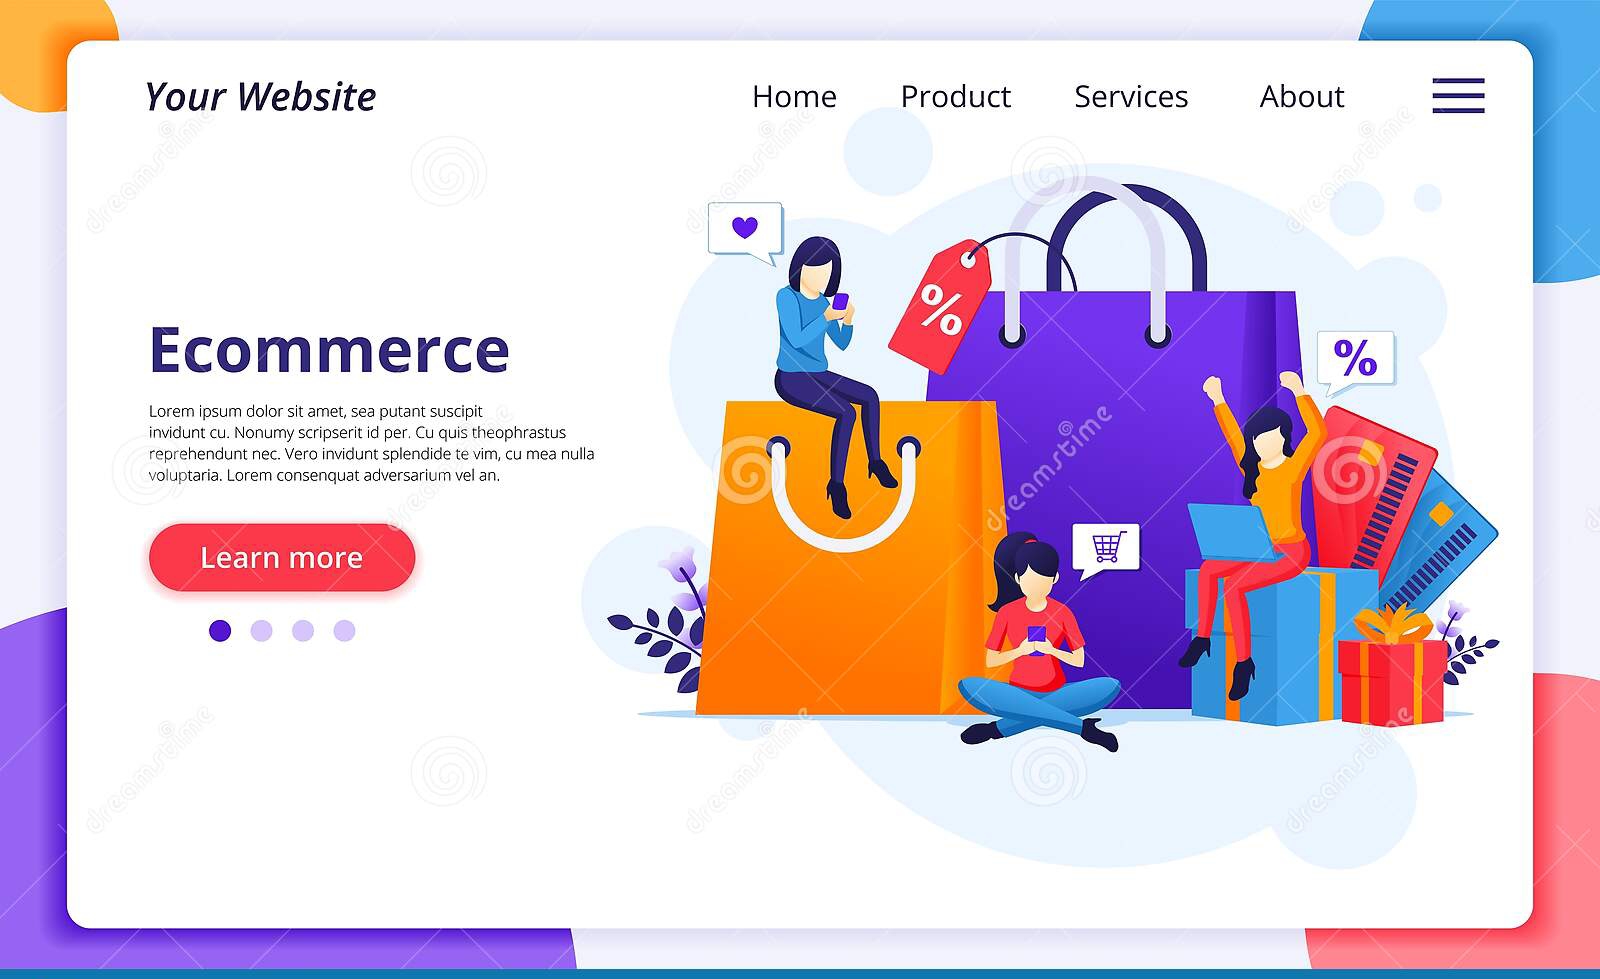 Your Website
Home Product Services About
%
%
Ecommerce
Lorem ipsum dolor sit amet, sea putant suscipit
invidunt cu. Nonumy scripserit id per. Cu quis theophrastus
reprehendunt nec. Vero invidunt splendide te vim, cu mea nulla
voluptaria. Lorem consequat adversarium vel an.
Learn more
dreamstime